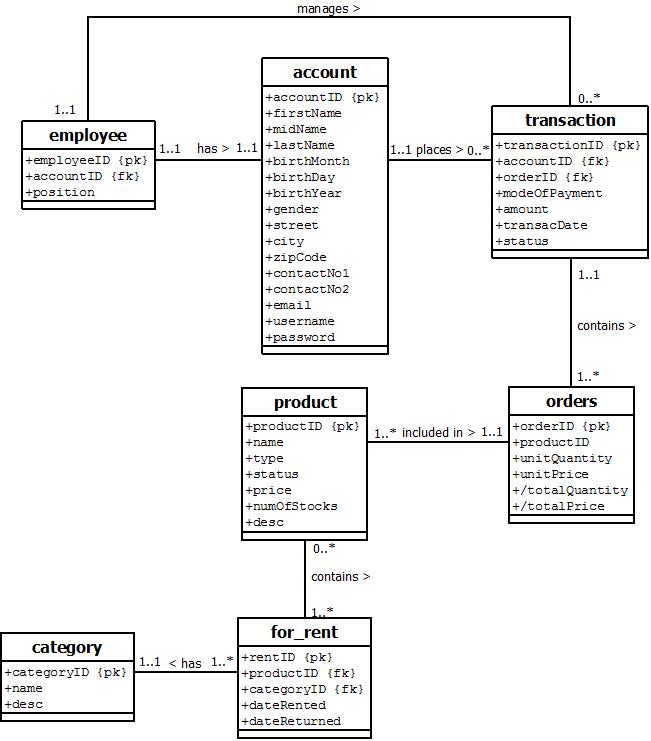 manages >
1..1
0..*
employee
+employeeID {pk}
+accountID {fk}
+position
1..1 has > 1..1
account
+accountID {pk}
+firstName
+midName
+lastName
+birthMonth
+birthDay
+birthYear
+gender
+street
+city
+zipCode
+contactNo1
+contactNo2
+email
+username
+password
1..1 places > 0..*
transaction
+transactionID {pk}
+accountID {fk}
+orderID {fk}
+modeOfPayment
+amount
+transacDate
+status
1..1
contains >
1..*
product
+productID {pk}
+name
+type
+status
+price
+numOfStocks
+desc
1..* included in > 1..1
orders
+orderID {pk}
+productID
+unitQuantity
+unitPrice
+/totalQuantity
+/totalPrice
0..*
contains >
1..*
category
+categoryID {pk}
+name
+desc
1..1 < has 1..*
for_rent
+rentID {pk}
+productID {fk}
+categoryID {fk}
+dateRented
+dateReturned